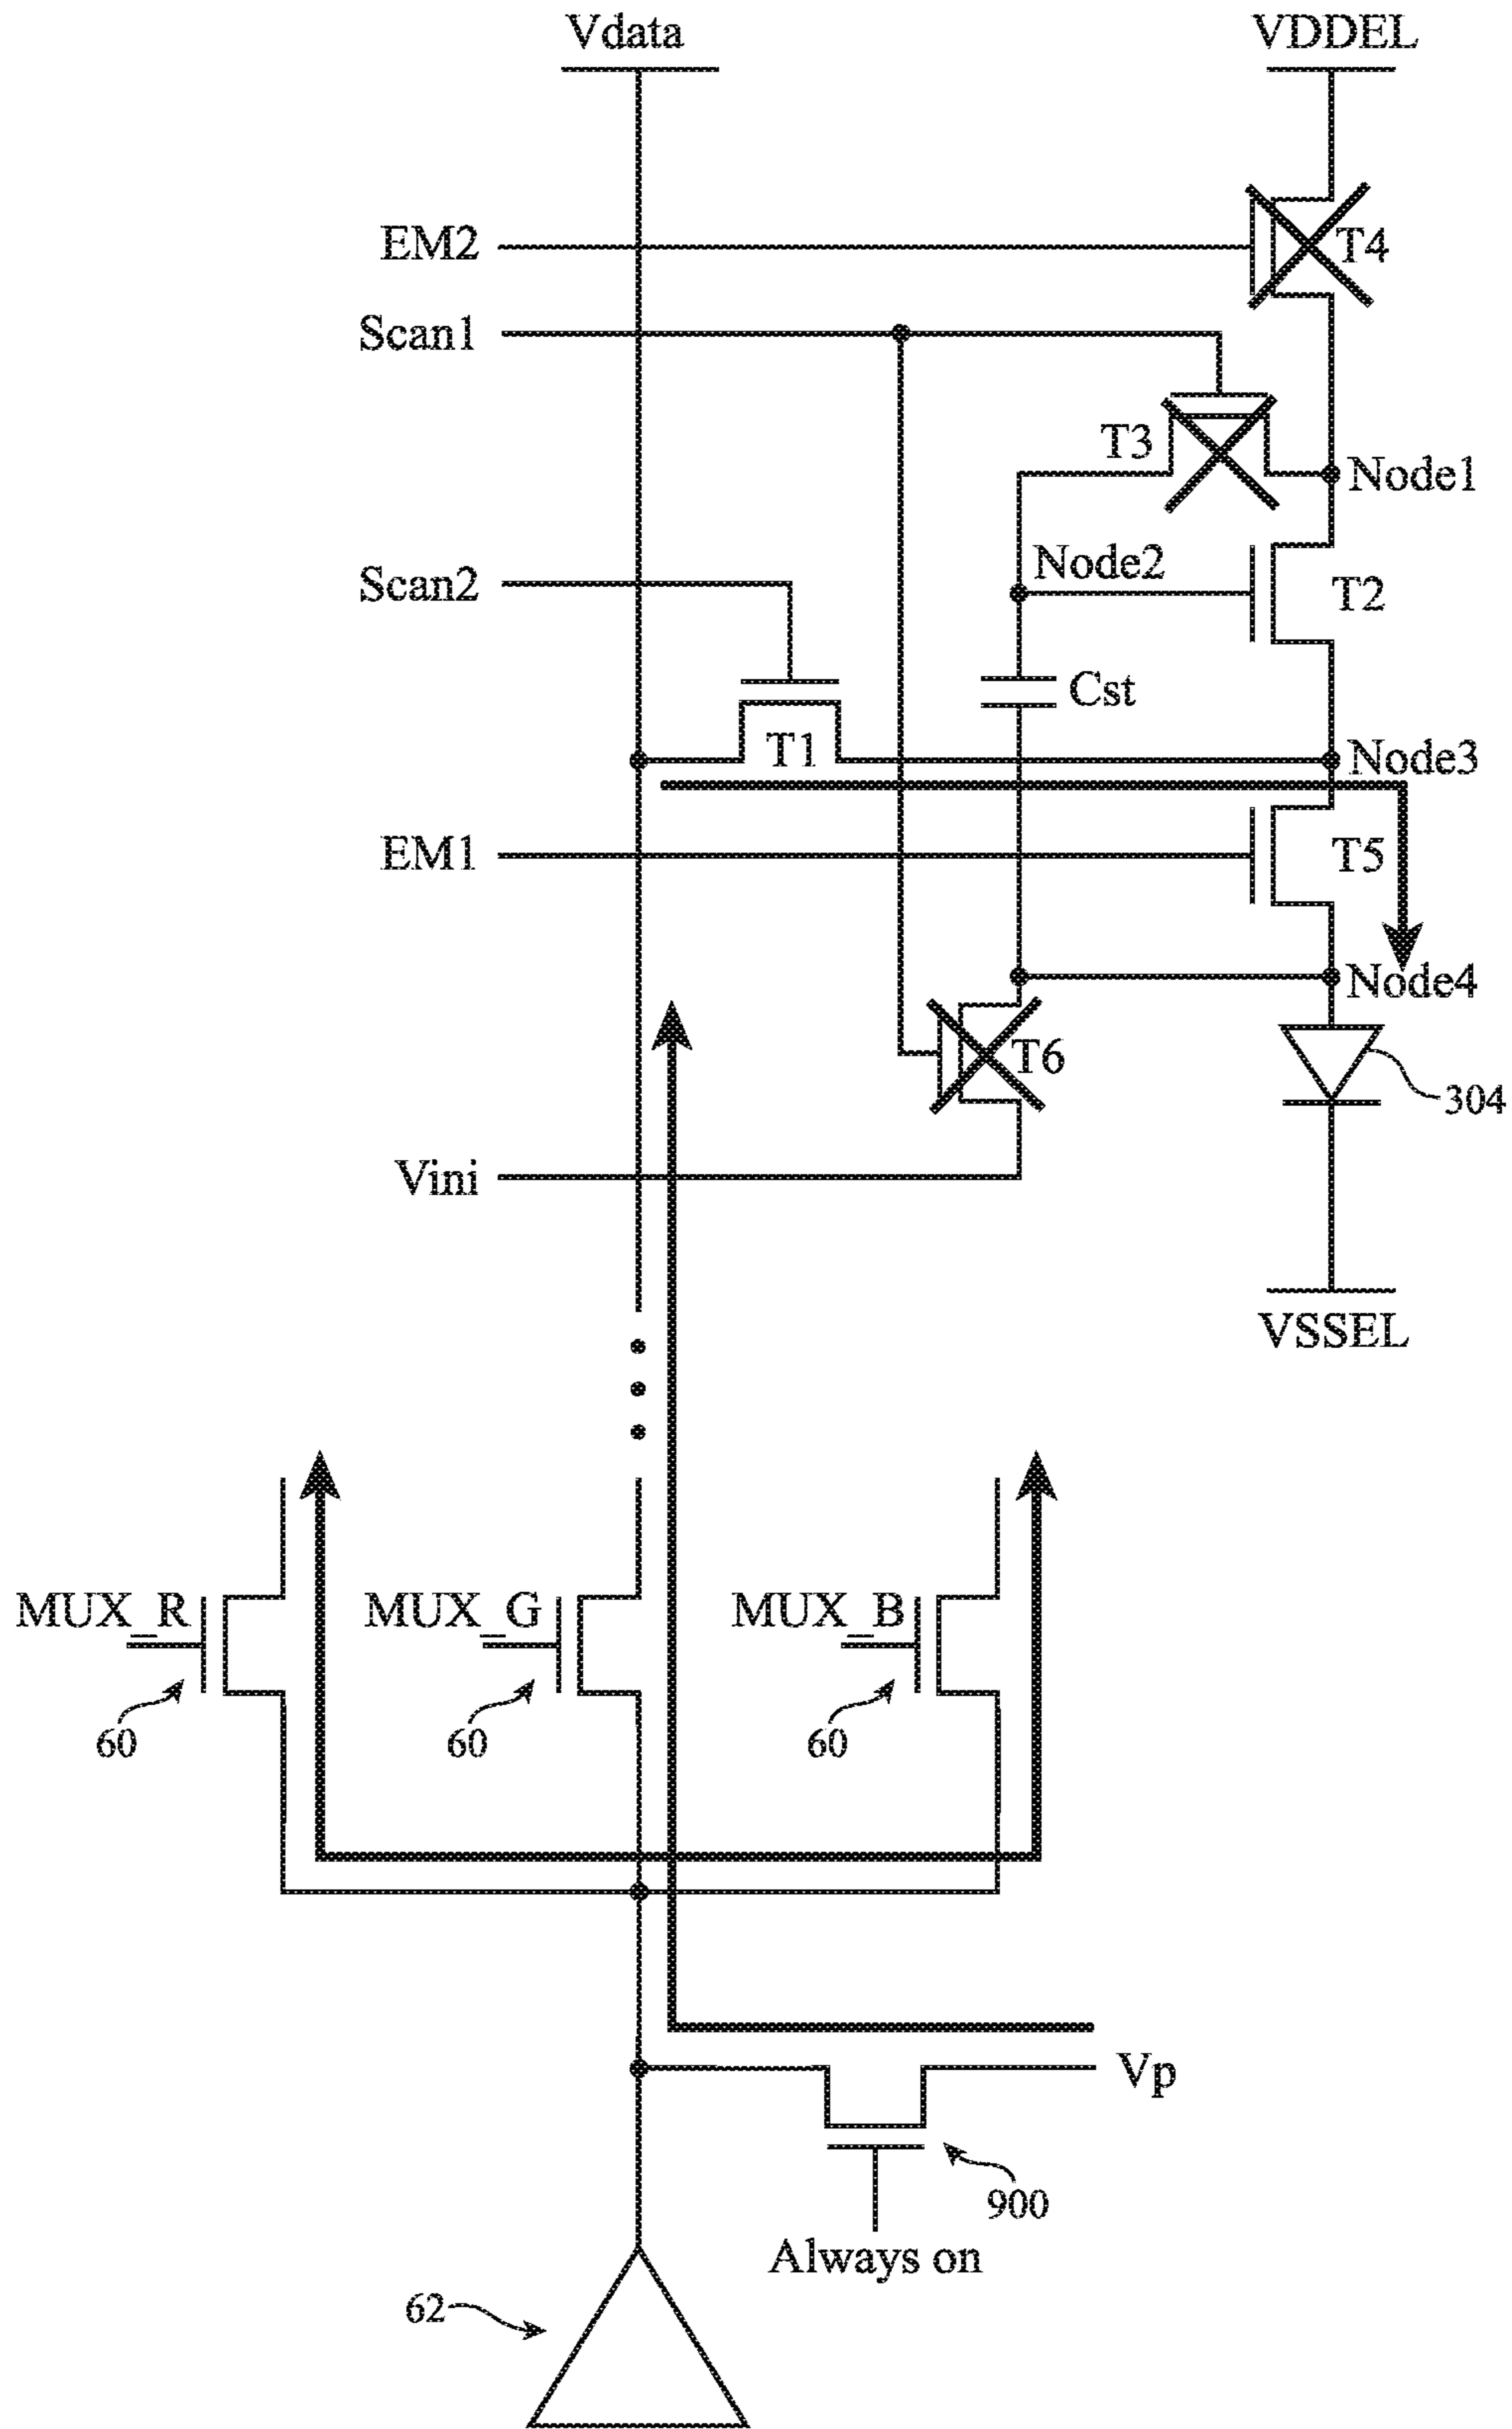 Vdata
VDDEL
EM2
T4
Scan1
T3
Node1
Node2
Scan2
T2
Cst
T1
Node3
EM1
T5
Node4
T6
304
Vini
VSSEL
MUX_R
MUX_G
MUX_B
60
60
60
Vp
900
Always on
62